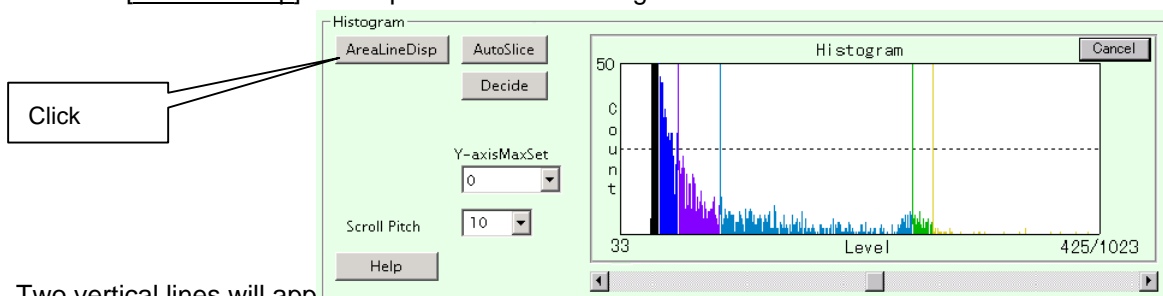 Histogram
AreaLineDisp AutoSlice
Decide
Click
Y-axisMaxSet
0
Scroll Pitch 10
Help
Histogram
Cancel
50
Count
33 Level 425/1023
Two vertical lines will app